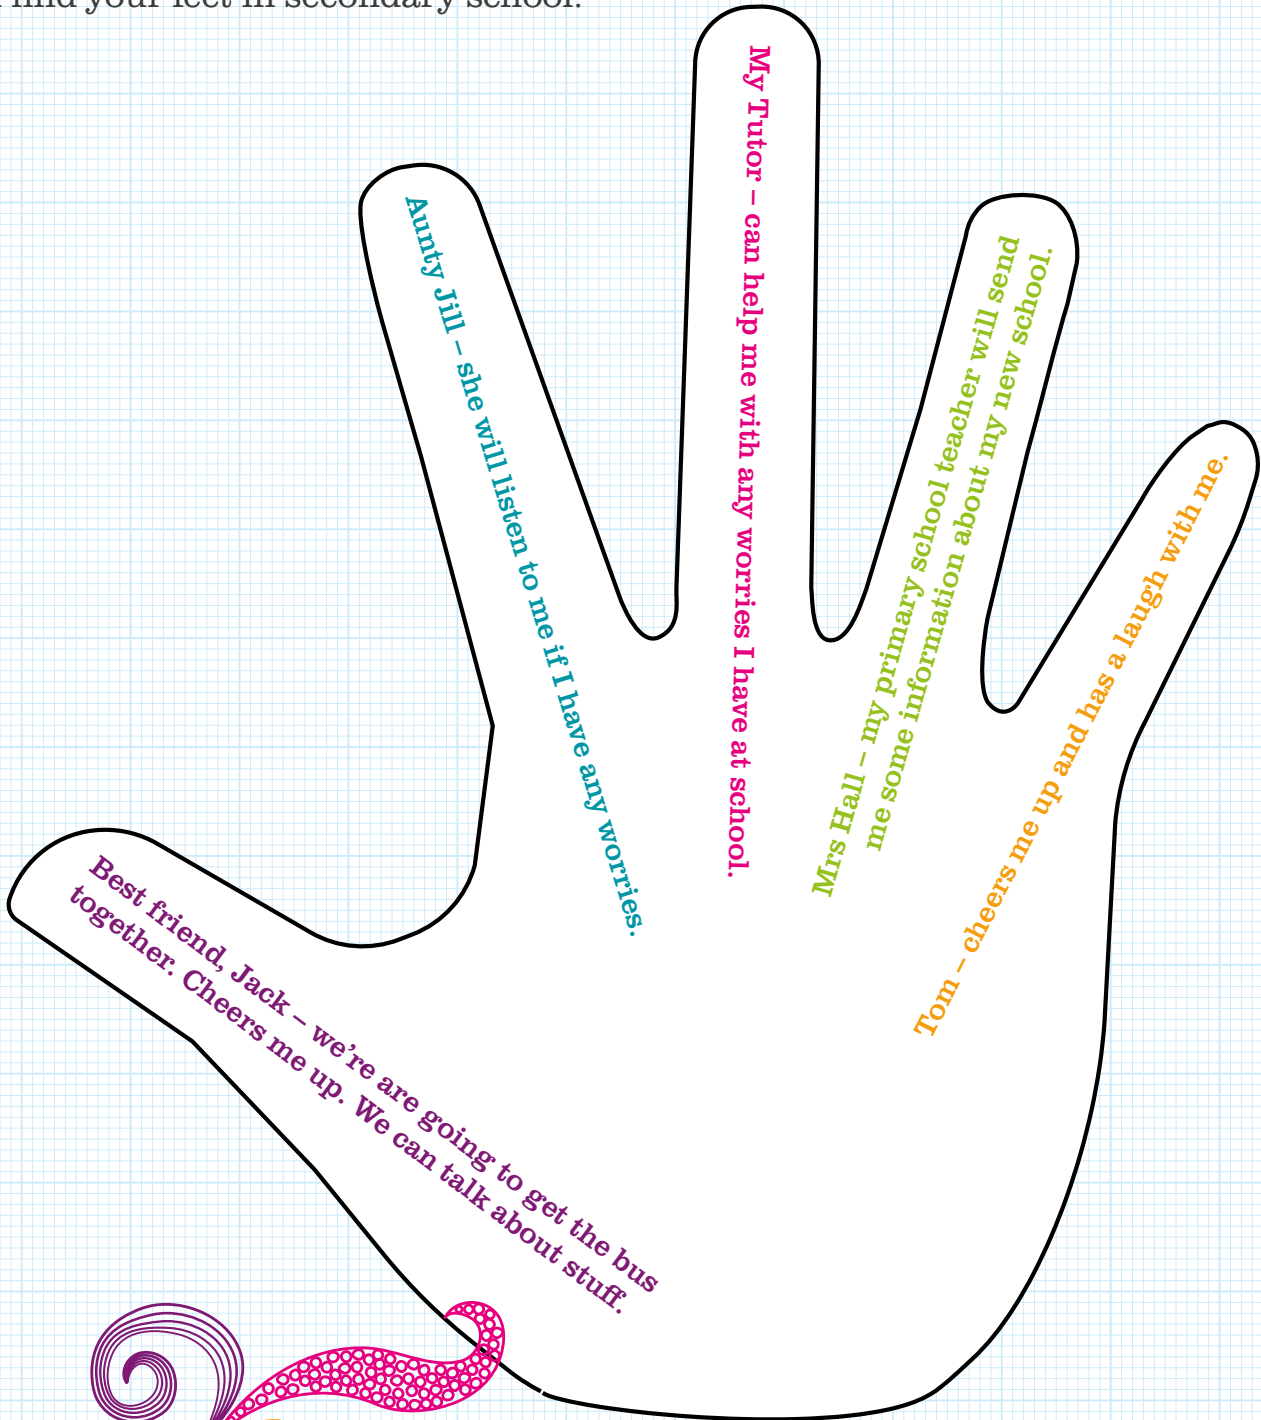 find your feet in secondary school.
My Tutor – can help me with any worries I have at school.
Aunty Jill – she will listen to me if I have any worries.
Mrs Hall – my primary school teacher will send
me some information about my new school.
Tom – cheers me up and has a laugh with me.
Best friend, Jack – we’re are going to get the bus
together. Cheers me up. We can talk about stuff.